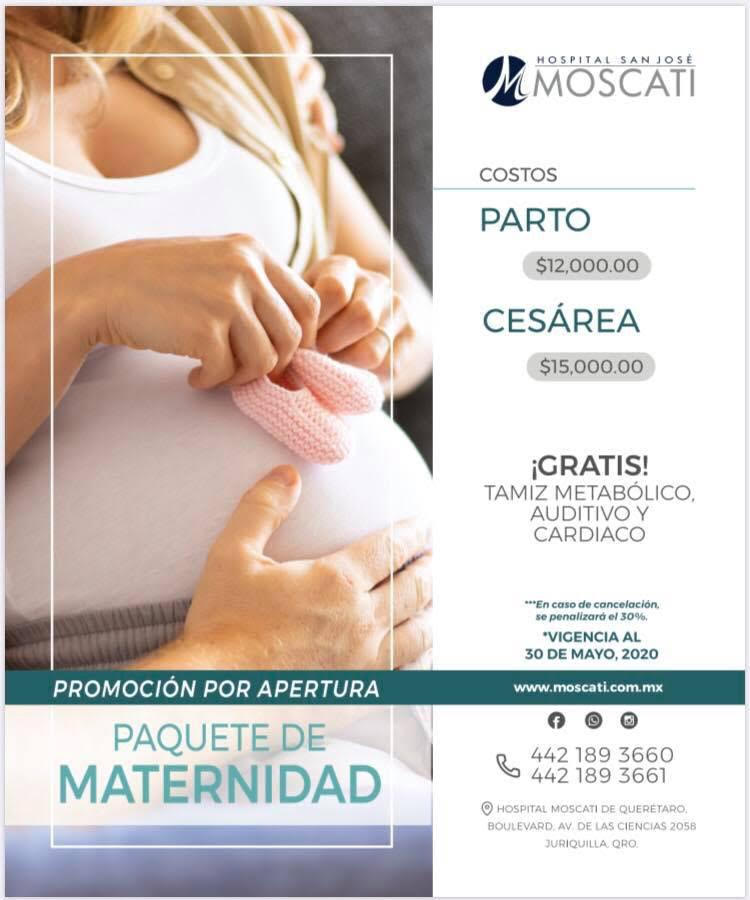 HOSPITAL SAN JOSÉ
MOSCATI
COSTOS
PARTO
$12,000.00
CESÁREA
$15,000.00
¡GRATIS!
TAMIZ METABÓLICO,
AUDITIVO Y
CARDIACO
***En caso de cancelación,
se penalizará el 30%.
*VIGENCIA AL
30 DE MAYO, 2020
PROMOCIÓN POR APERTURA
www.moscati.com.mx
PAQUETE DE
MATERNIDAD
442 189 3660
442 189 3661
HOSPITAL MOSCATI DE QUERÉTARO.
BOULEVARD, AV. DE LAS CIENCIAS 2058
JURIQUILLA, QRO.